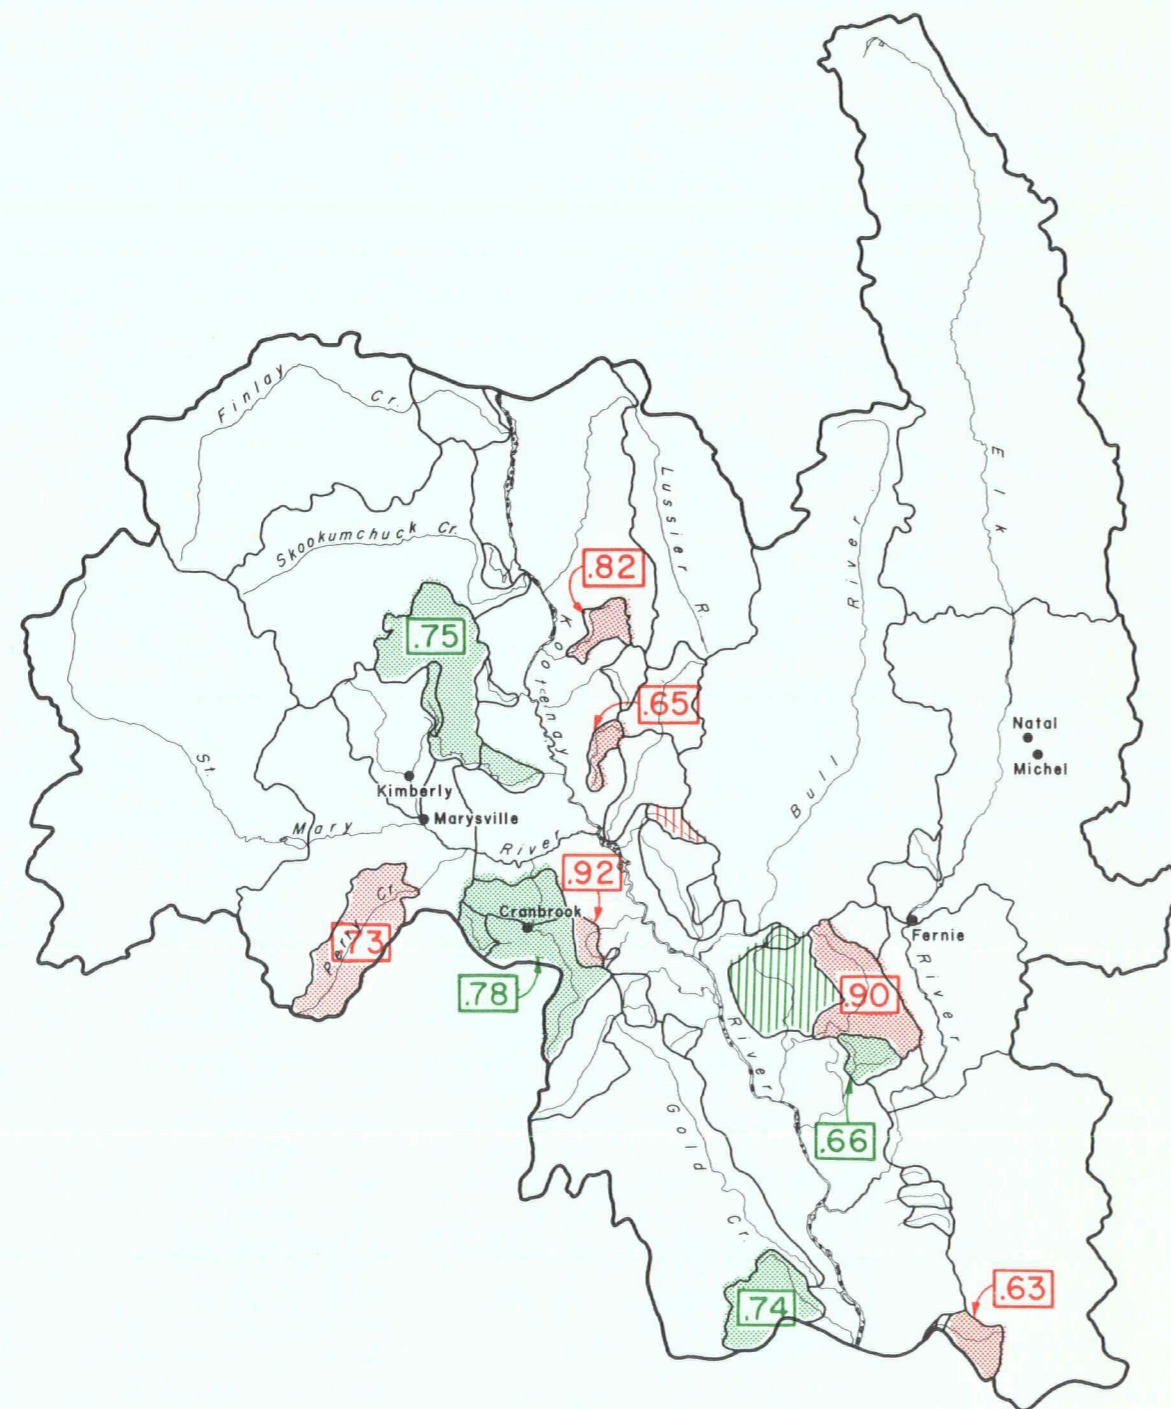 Finlay Cr.
Elk
Lussier R.
Skookumchuck Cr.
River
.82
.75
Kootenay
.65
Natal
Michel
St.
Bull
Kimberly
Marysville
Mary
River
.92
Perry Cr.
Cranbrook
Fernie
.73
River
.78
.90
River
Gold
.66
Cr.
.63
.74